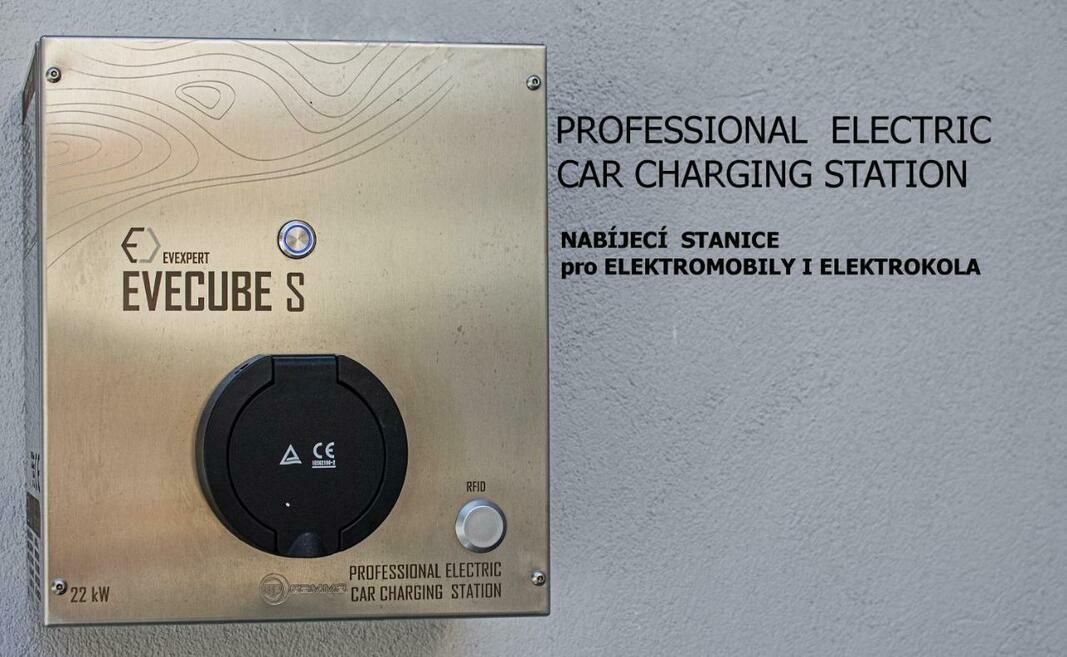 PROFESSIONAL ELECTRIC
CAR CHARGING STATION
NABÍJECÍ STANICE
pro ELEKTROMOBILY I ELEKTROKOLA
EVEXPERT
EVECUBE S
CE
RFID
PROFESSIONAL ELECTRIC
CAR CHARGING STATION
22 kW